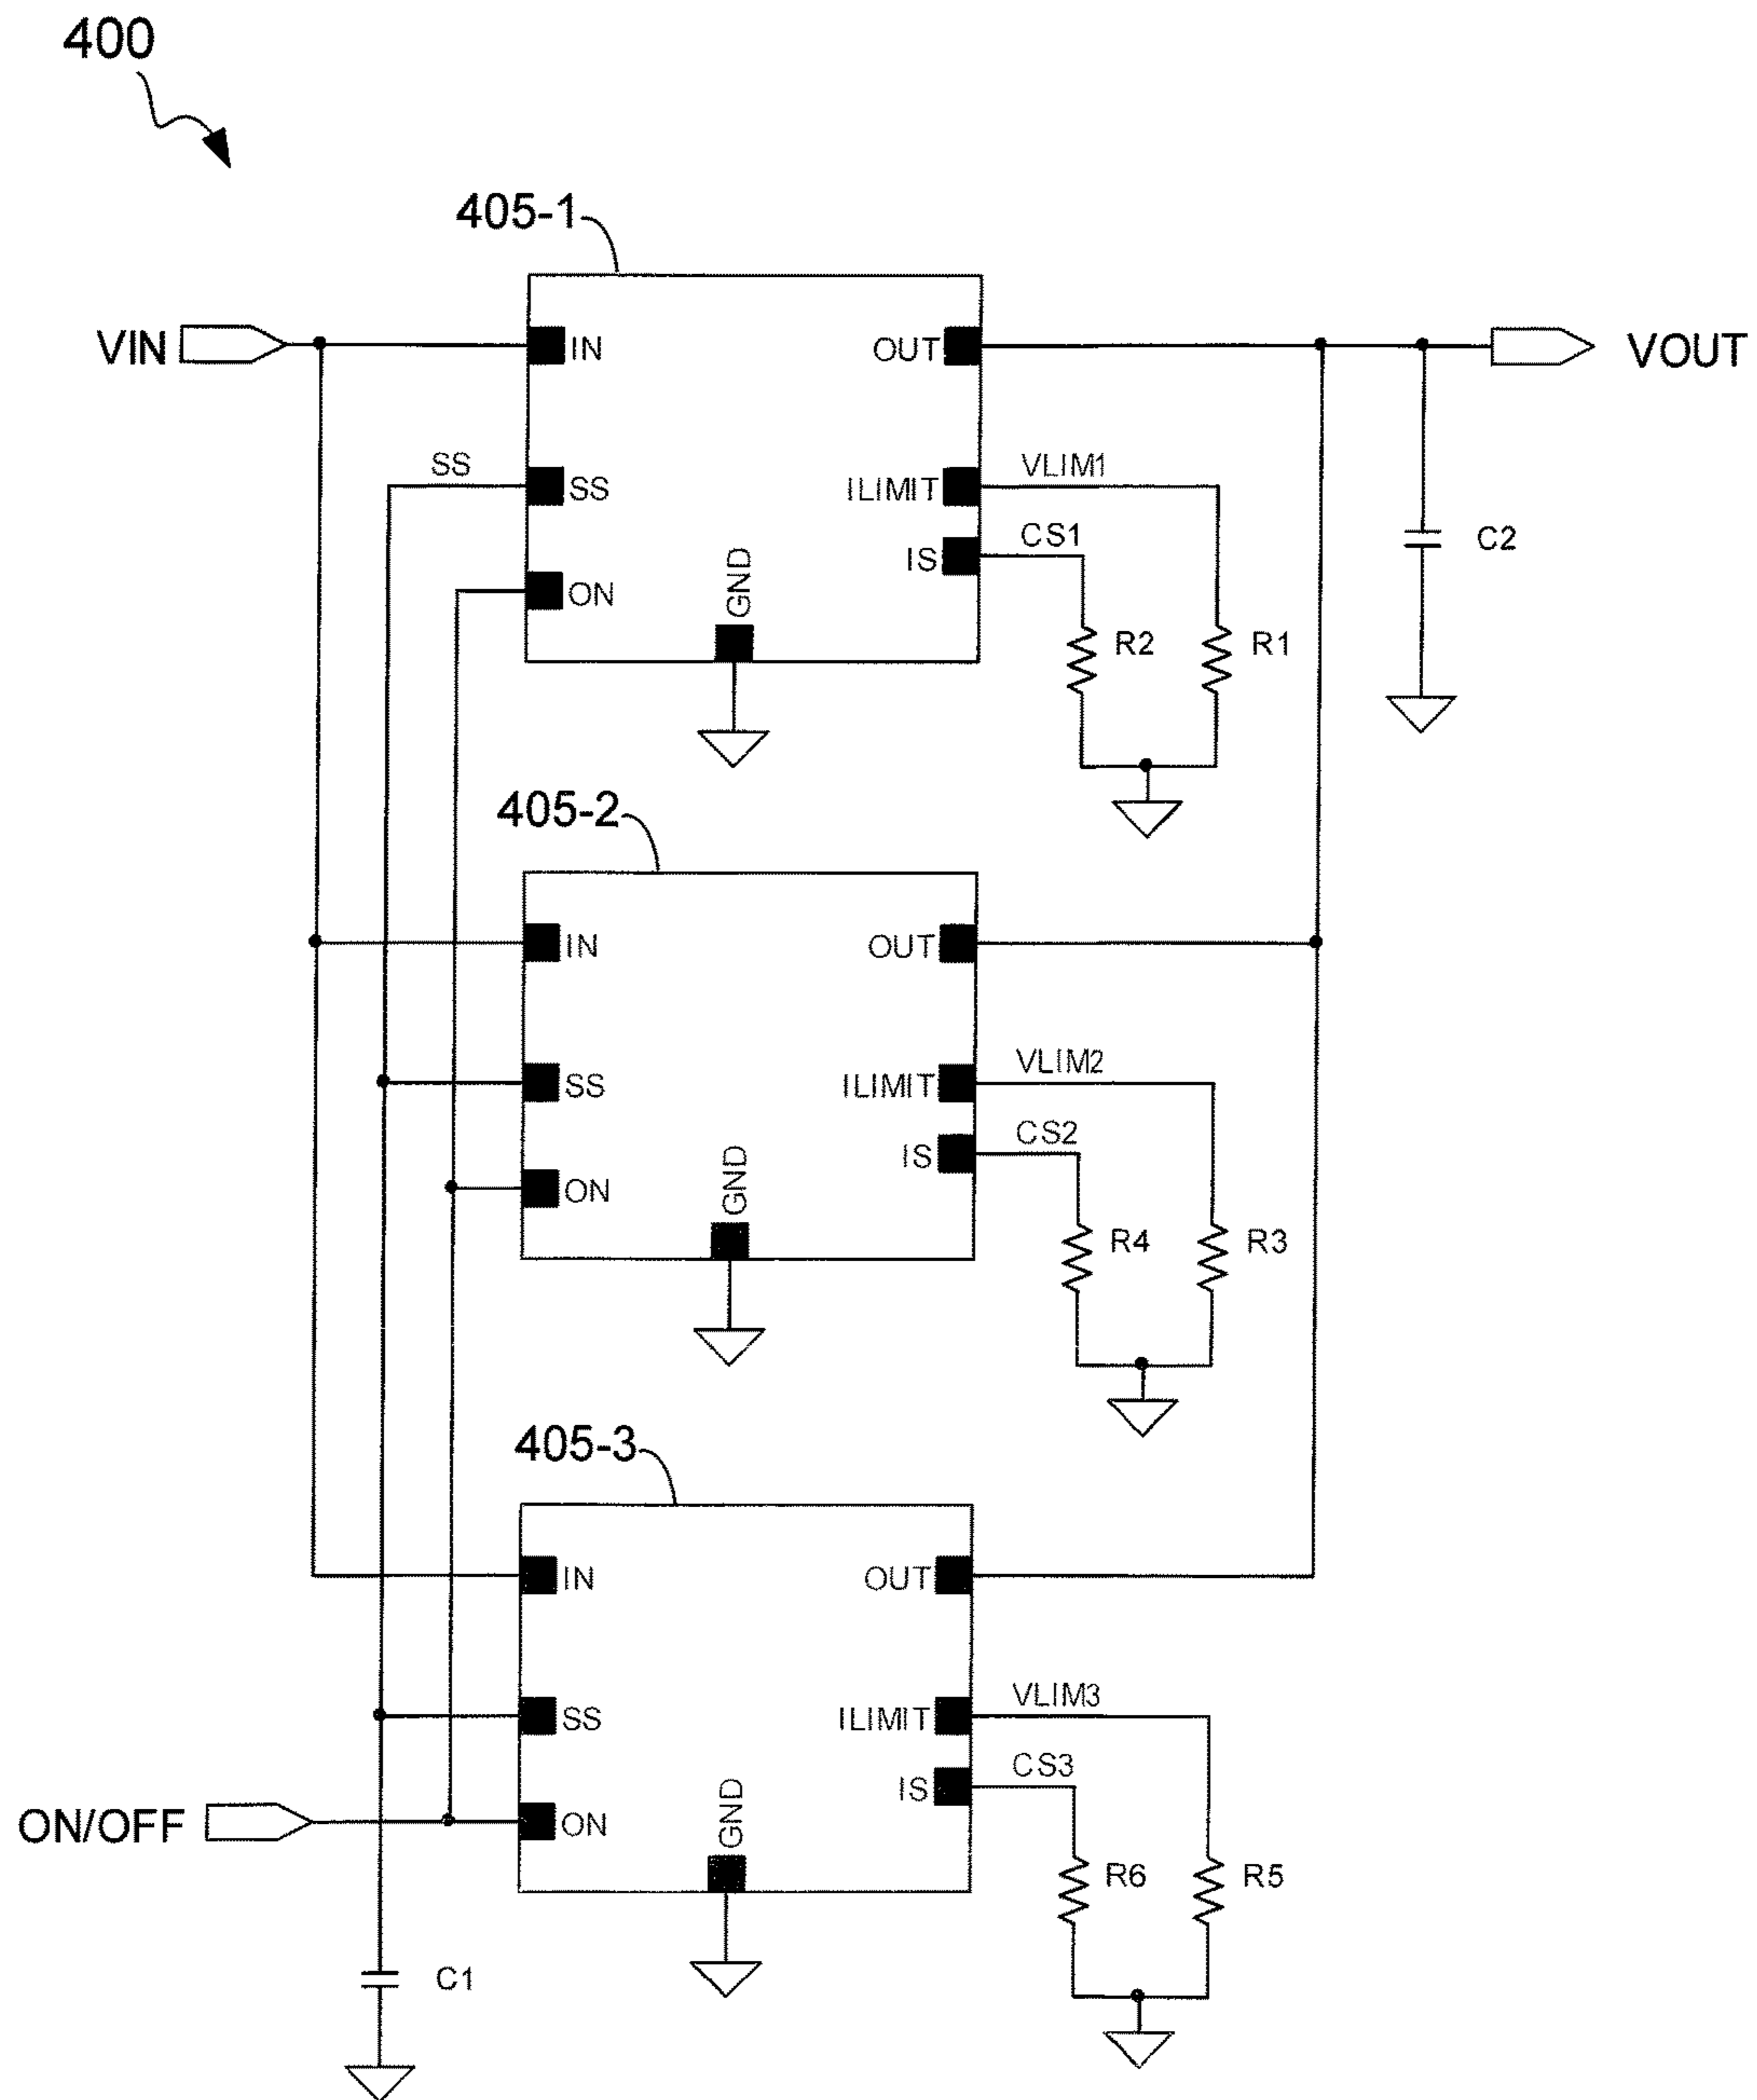 400
405-1
VIN
IN
OUT
VOUT
SS
SS
ILIMIT
VLIM1
IS
CS1
ON
GND
R2
R1
C2
405-2
IN
OUT
SS
ILIMIT
VLIM2
IS
CS2
ON
GND
R4
R3
405-3
IN
OUT
SS
ILIMIT
VLIM3
IS
CS3
ON/OFF
ON
GND
R6
R5
C1